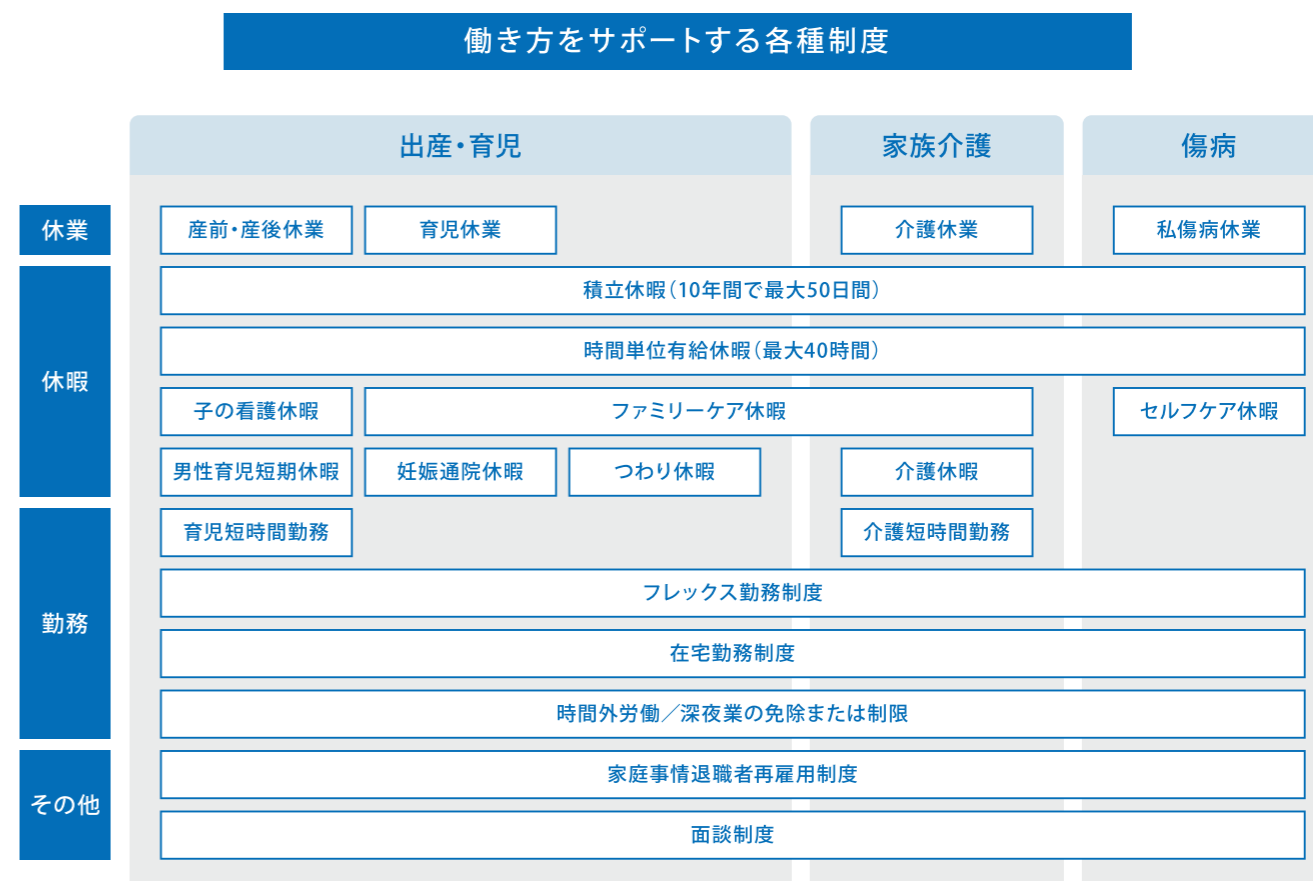 働き方をサポートする各種制度
出産・育児
家族介護
傷病
休業
産前・産後休業
育児休業
介護休業
私傷病休業
休暇
積立休暇（10年間で最大50日間）
時間単位有給休暇（最大40時間）
子の看護休暇
ファミリーケア休暇
セルフケア休暇
男性育児短期休暇
妊娠通院休暇
つわり休暇
介護休暇
勤務
育児短時間勤務
介護短時間勤務
フレックス勤務制度
在宅勤務制度
時間外労働／深夜業の免除または制限
その他
家庭事情退職者再雇用制度
面談制度